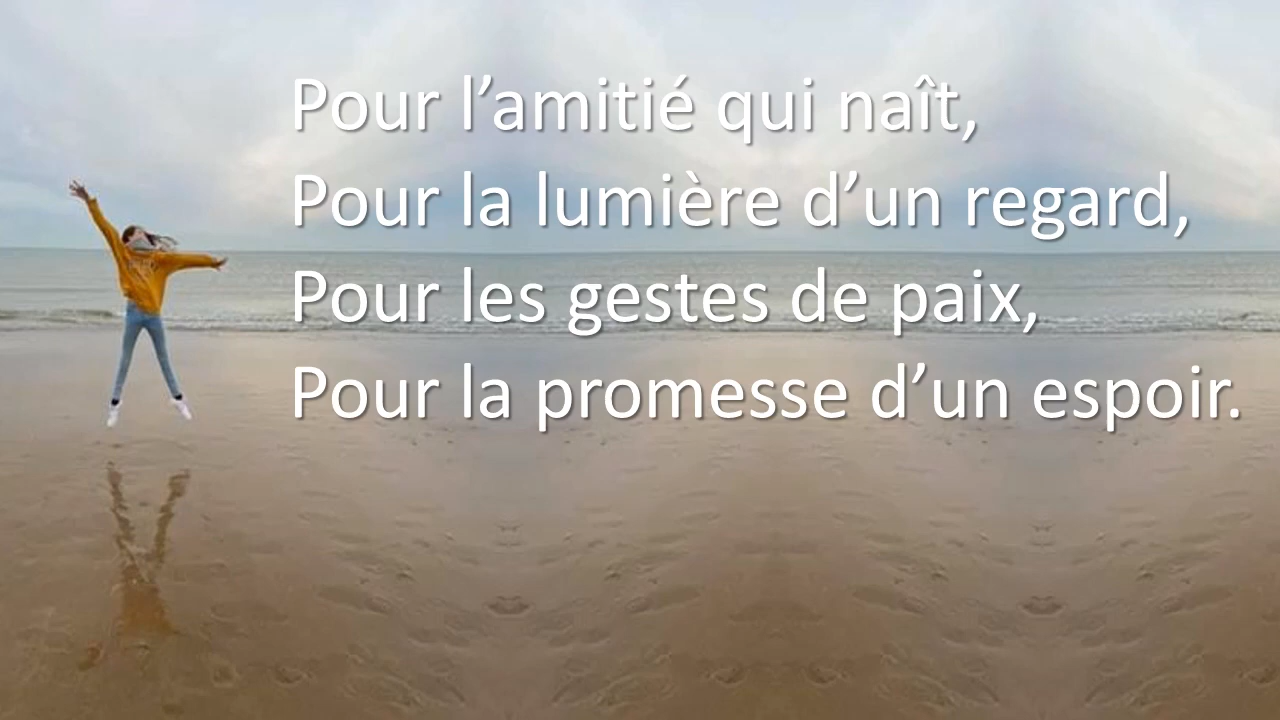 Pour l’amitié qui naît,
Pour la lumière d’un regard,
Pour les gestes de paix,
Pour la promesse d’un espoir.